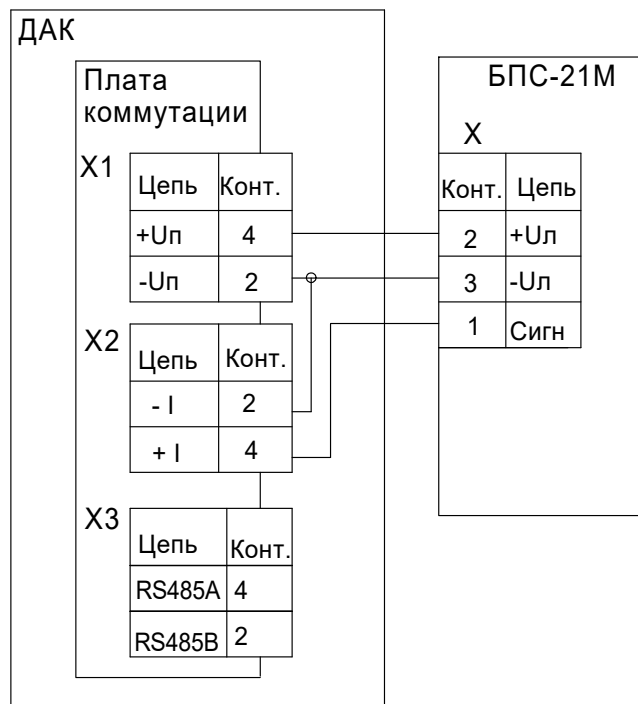 ДАК
Плата
коммутации
X1
Цепь Конт.
+Uп 4
-Uп 2
X2
Цепь Конт.
- I 2
+ I 4
X3
Цепь Конт.
RS485A 4
RS485B 2
БПС-21М
X
Конт. Цепь
2 +Uл
3 -Uл
1 Сигн